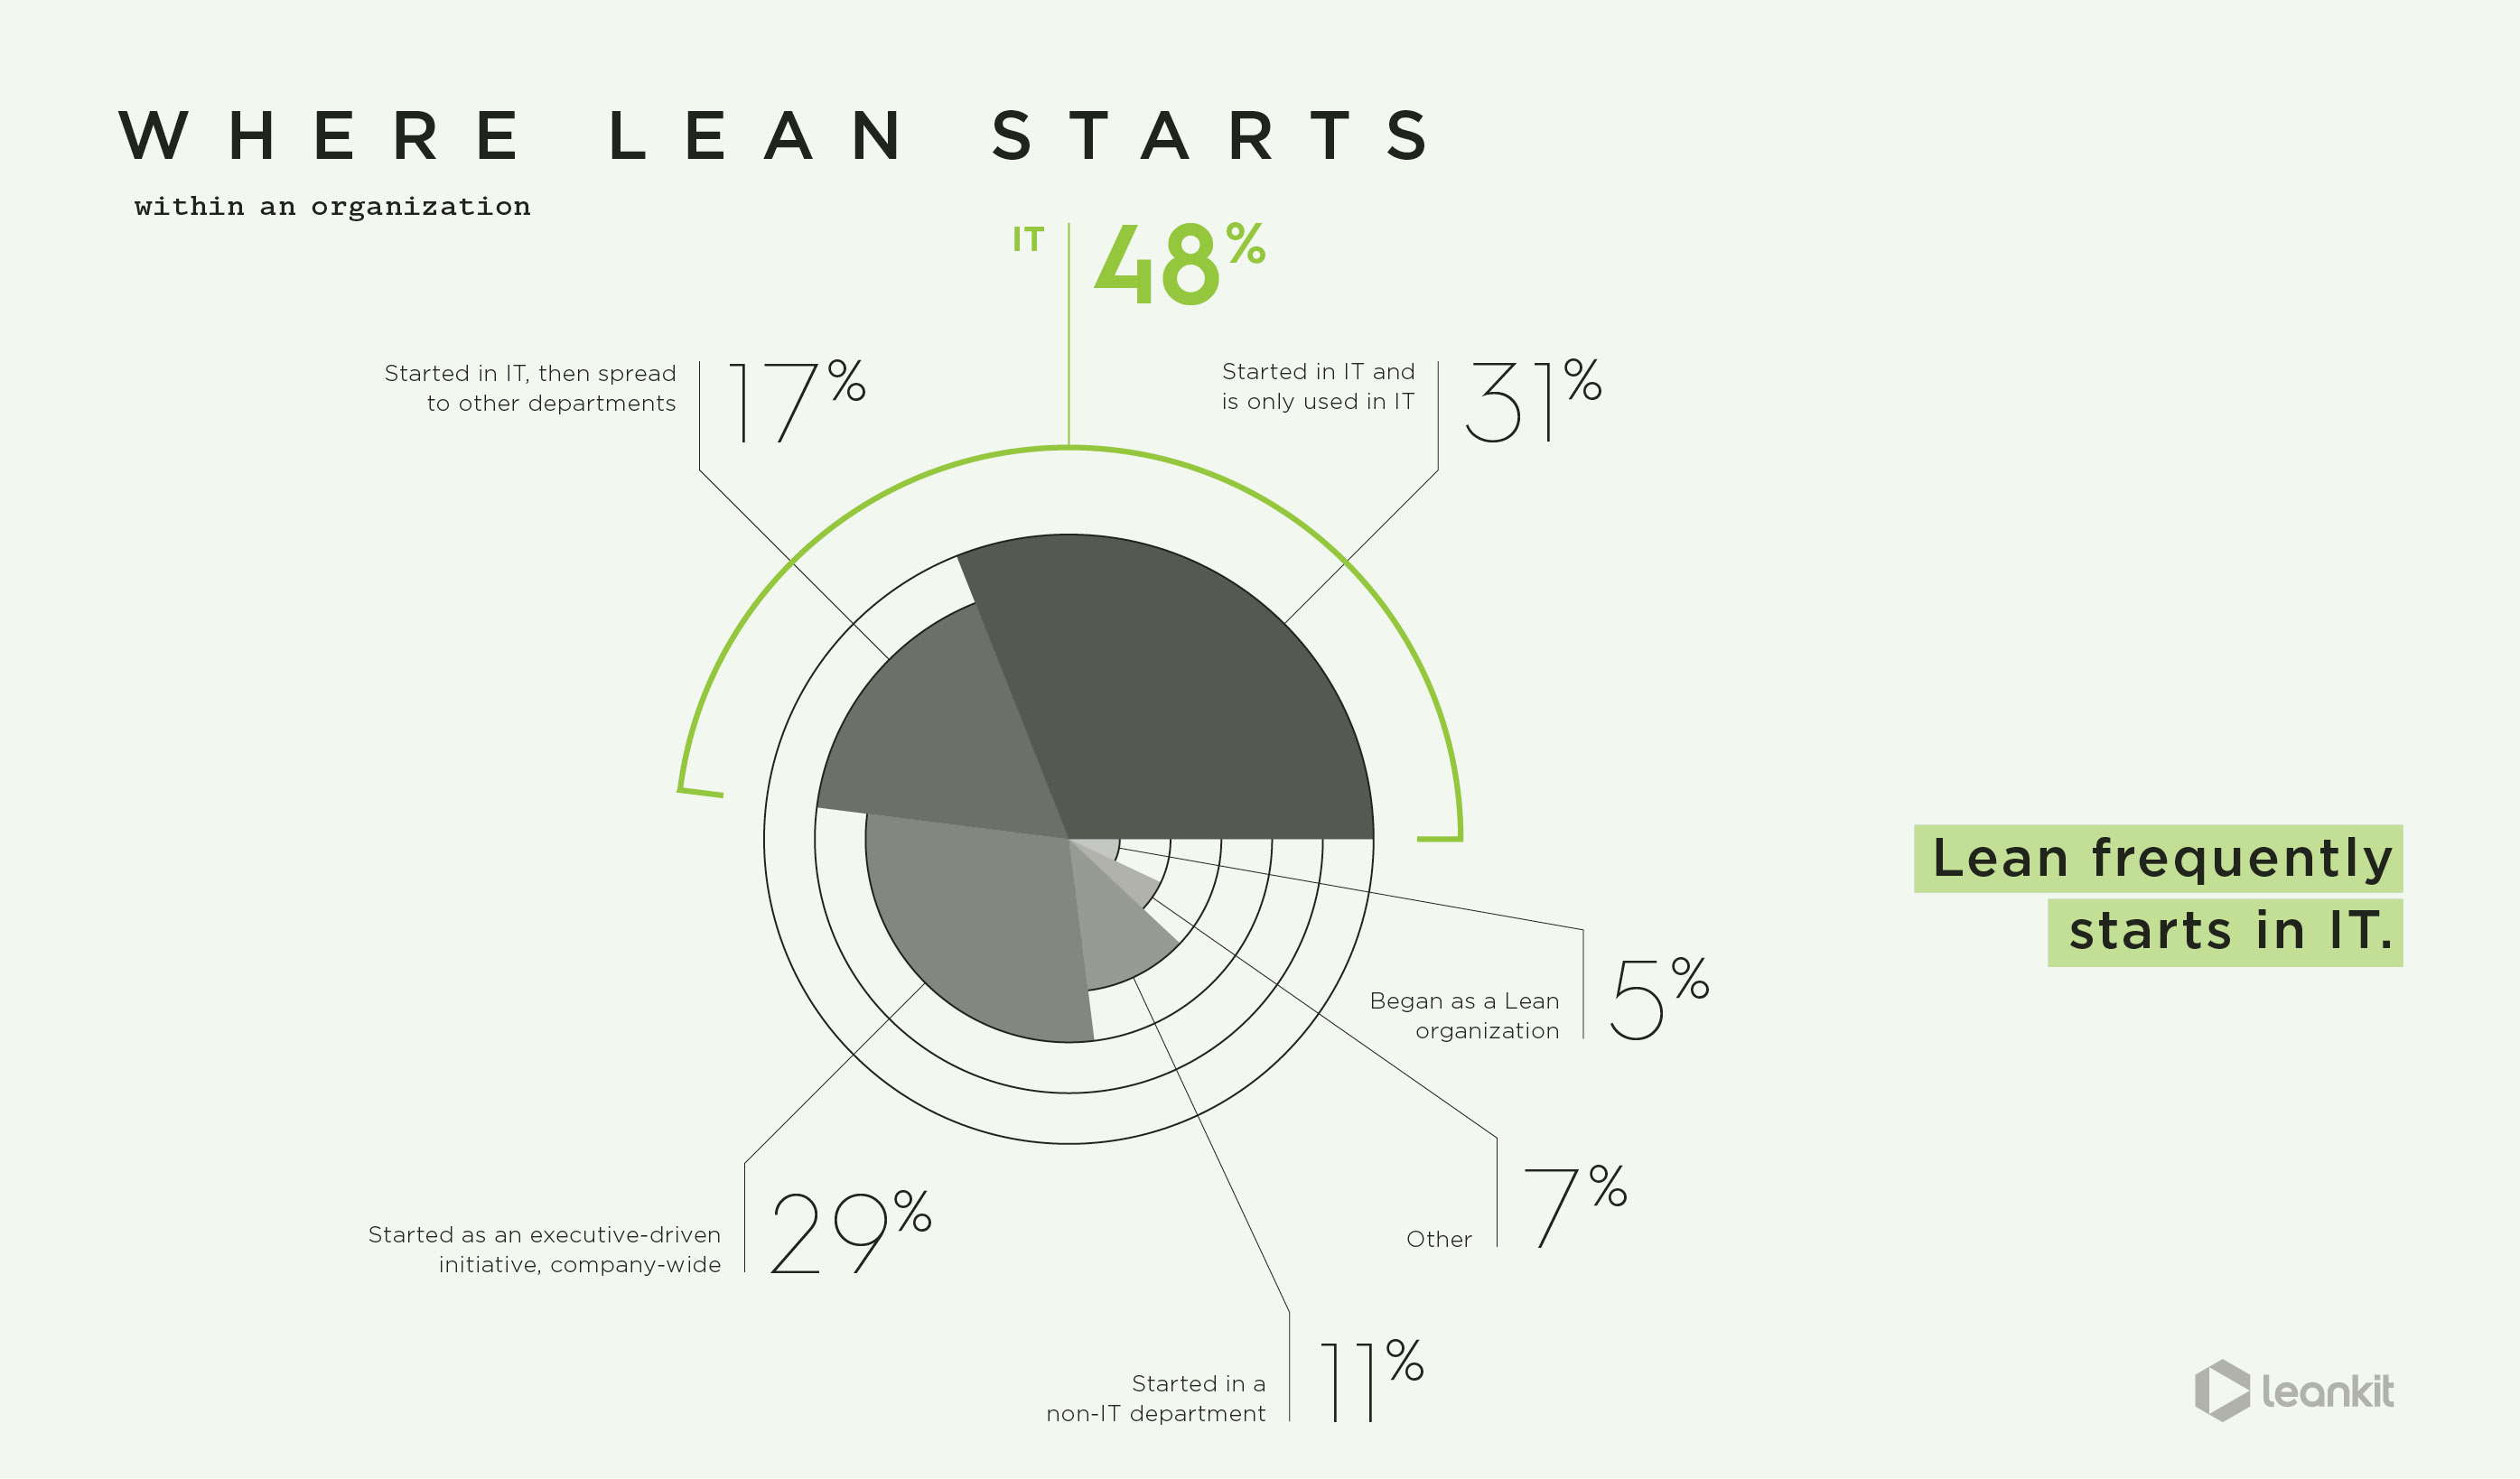 WHERE LEAN STARTS
within an organization
IT 48%
Started in IT, then spread
to other departments
17%
Started in IT and
is only used in IT
31%
Lean frequently
starts in IT.
Began as a Lean
organization
5%
Other
7%
Started as an executive-driven
initiative, company-wide
29%
Started in a
non-IT department
11%
leankit